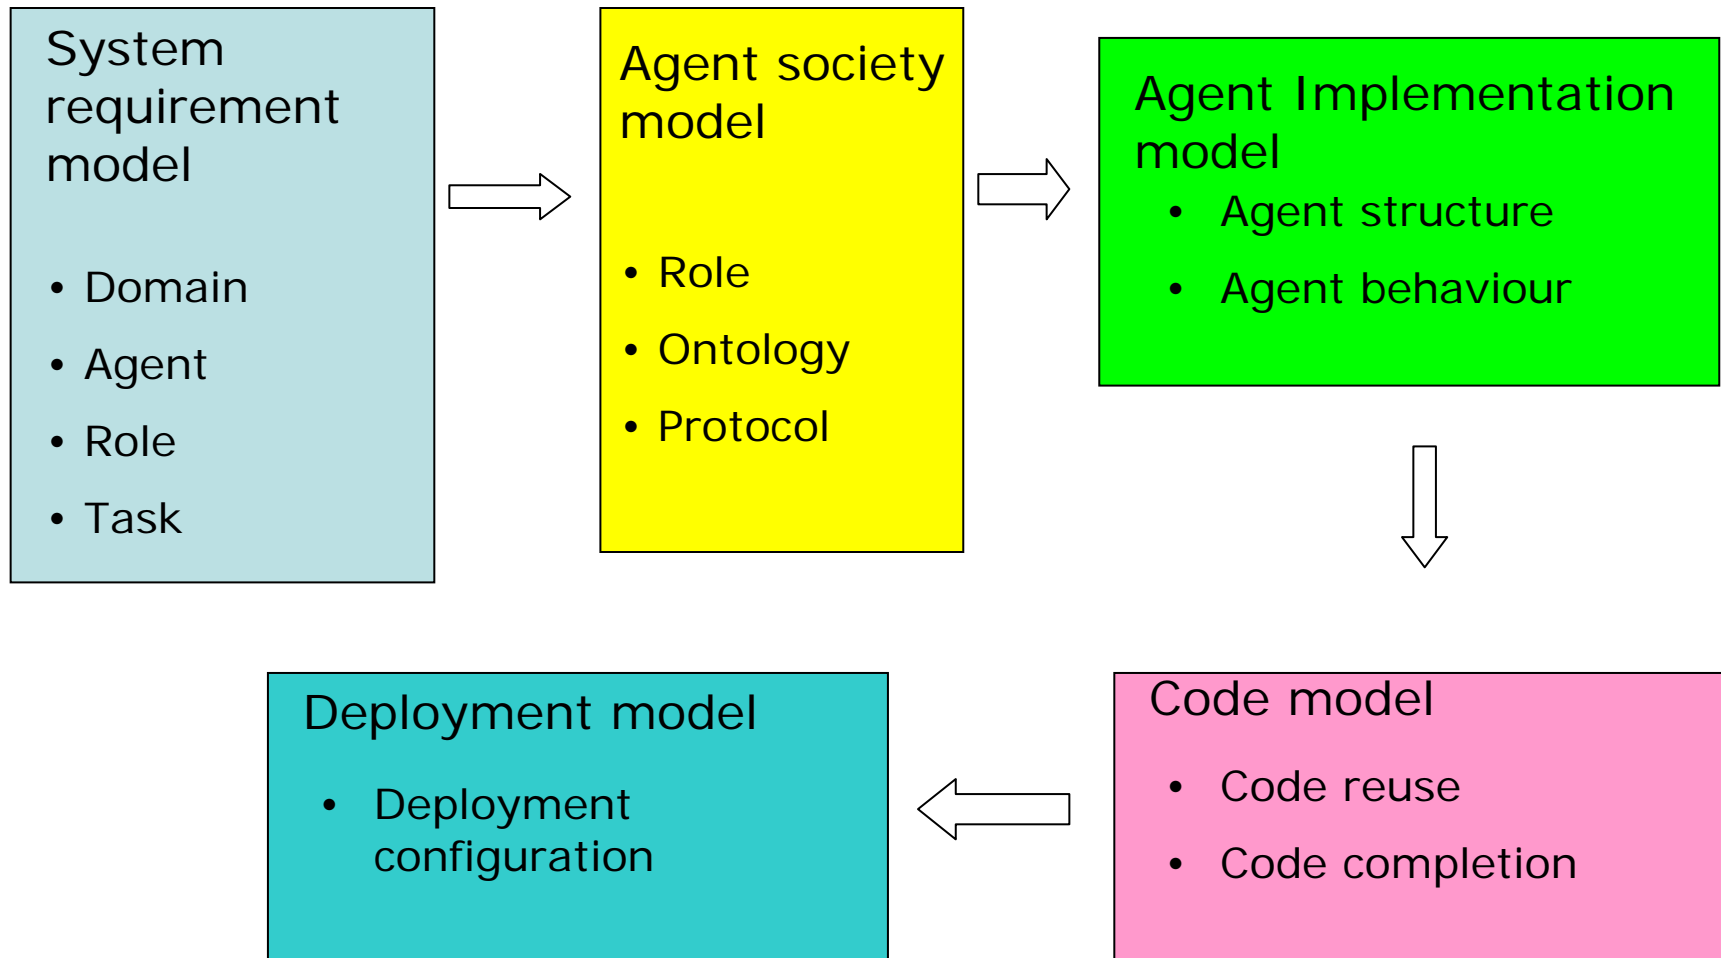 System
requirement
model
• Domain
• Agent
• Role
• Task
Agent society
model
• Role
• Ontology
• Protocol
Agent Implementation
model
• Agent structure
• Agent behaviour
Code model
• Code reuse
• Code completion
Deployment model
• Deployment
configuration